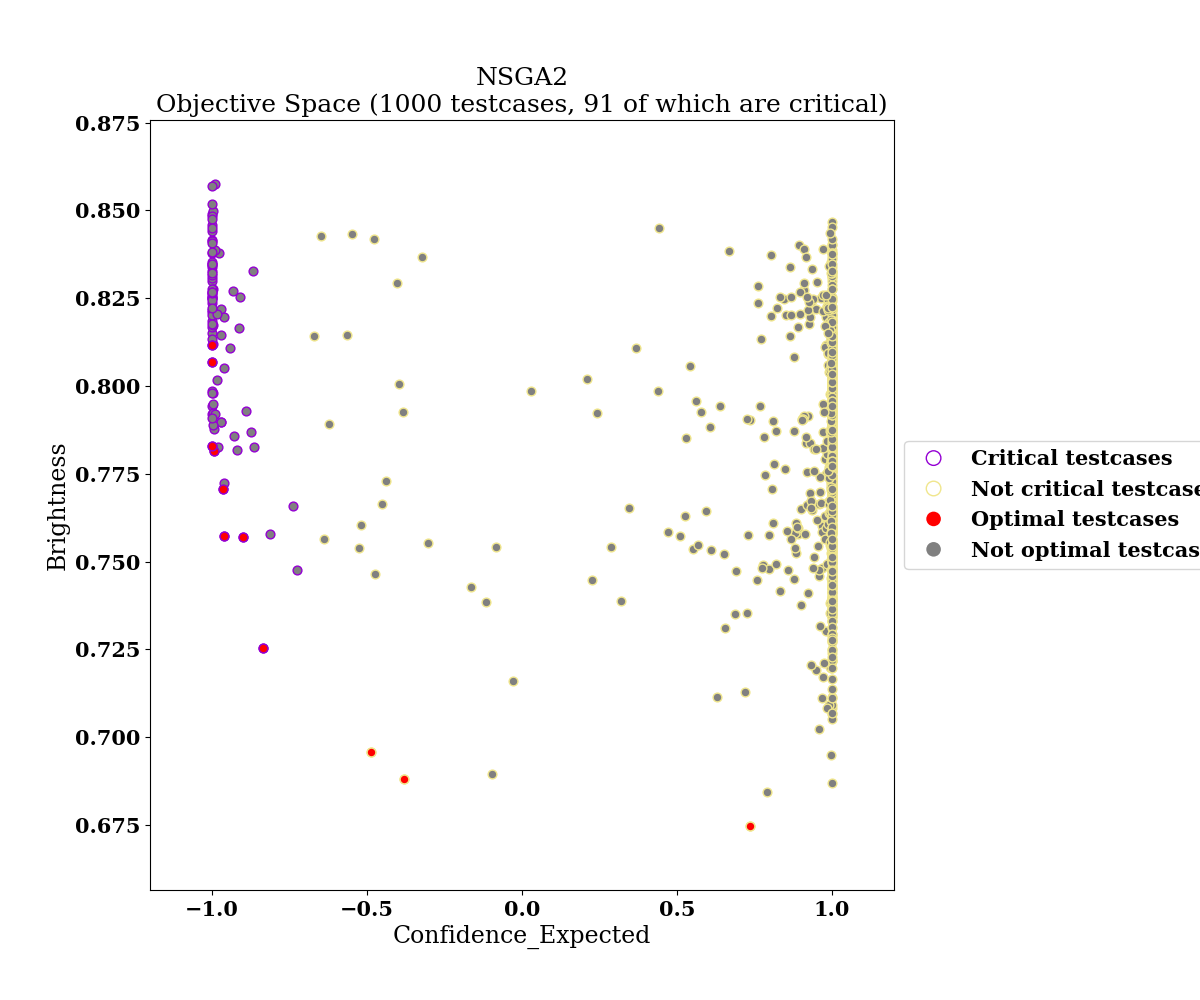 NSGA2
Objective Space (1000 testcases, 91 of which are critical)
0.875
0.850
0.825
0.800
0.775
0.750
0.725
0.700
0.675
Brightness
−1.0 −0.5 0.0 0.5 1.0
Confidence_Expected
Critical testcases
Not critical testcase
Optimal testcases
Not optimal testcas